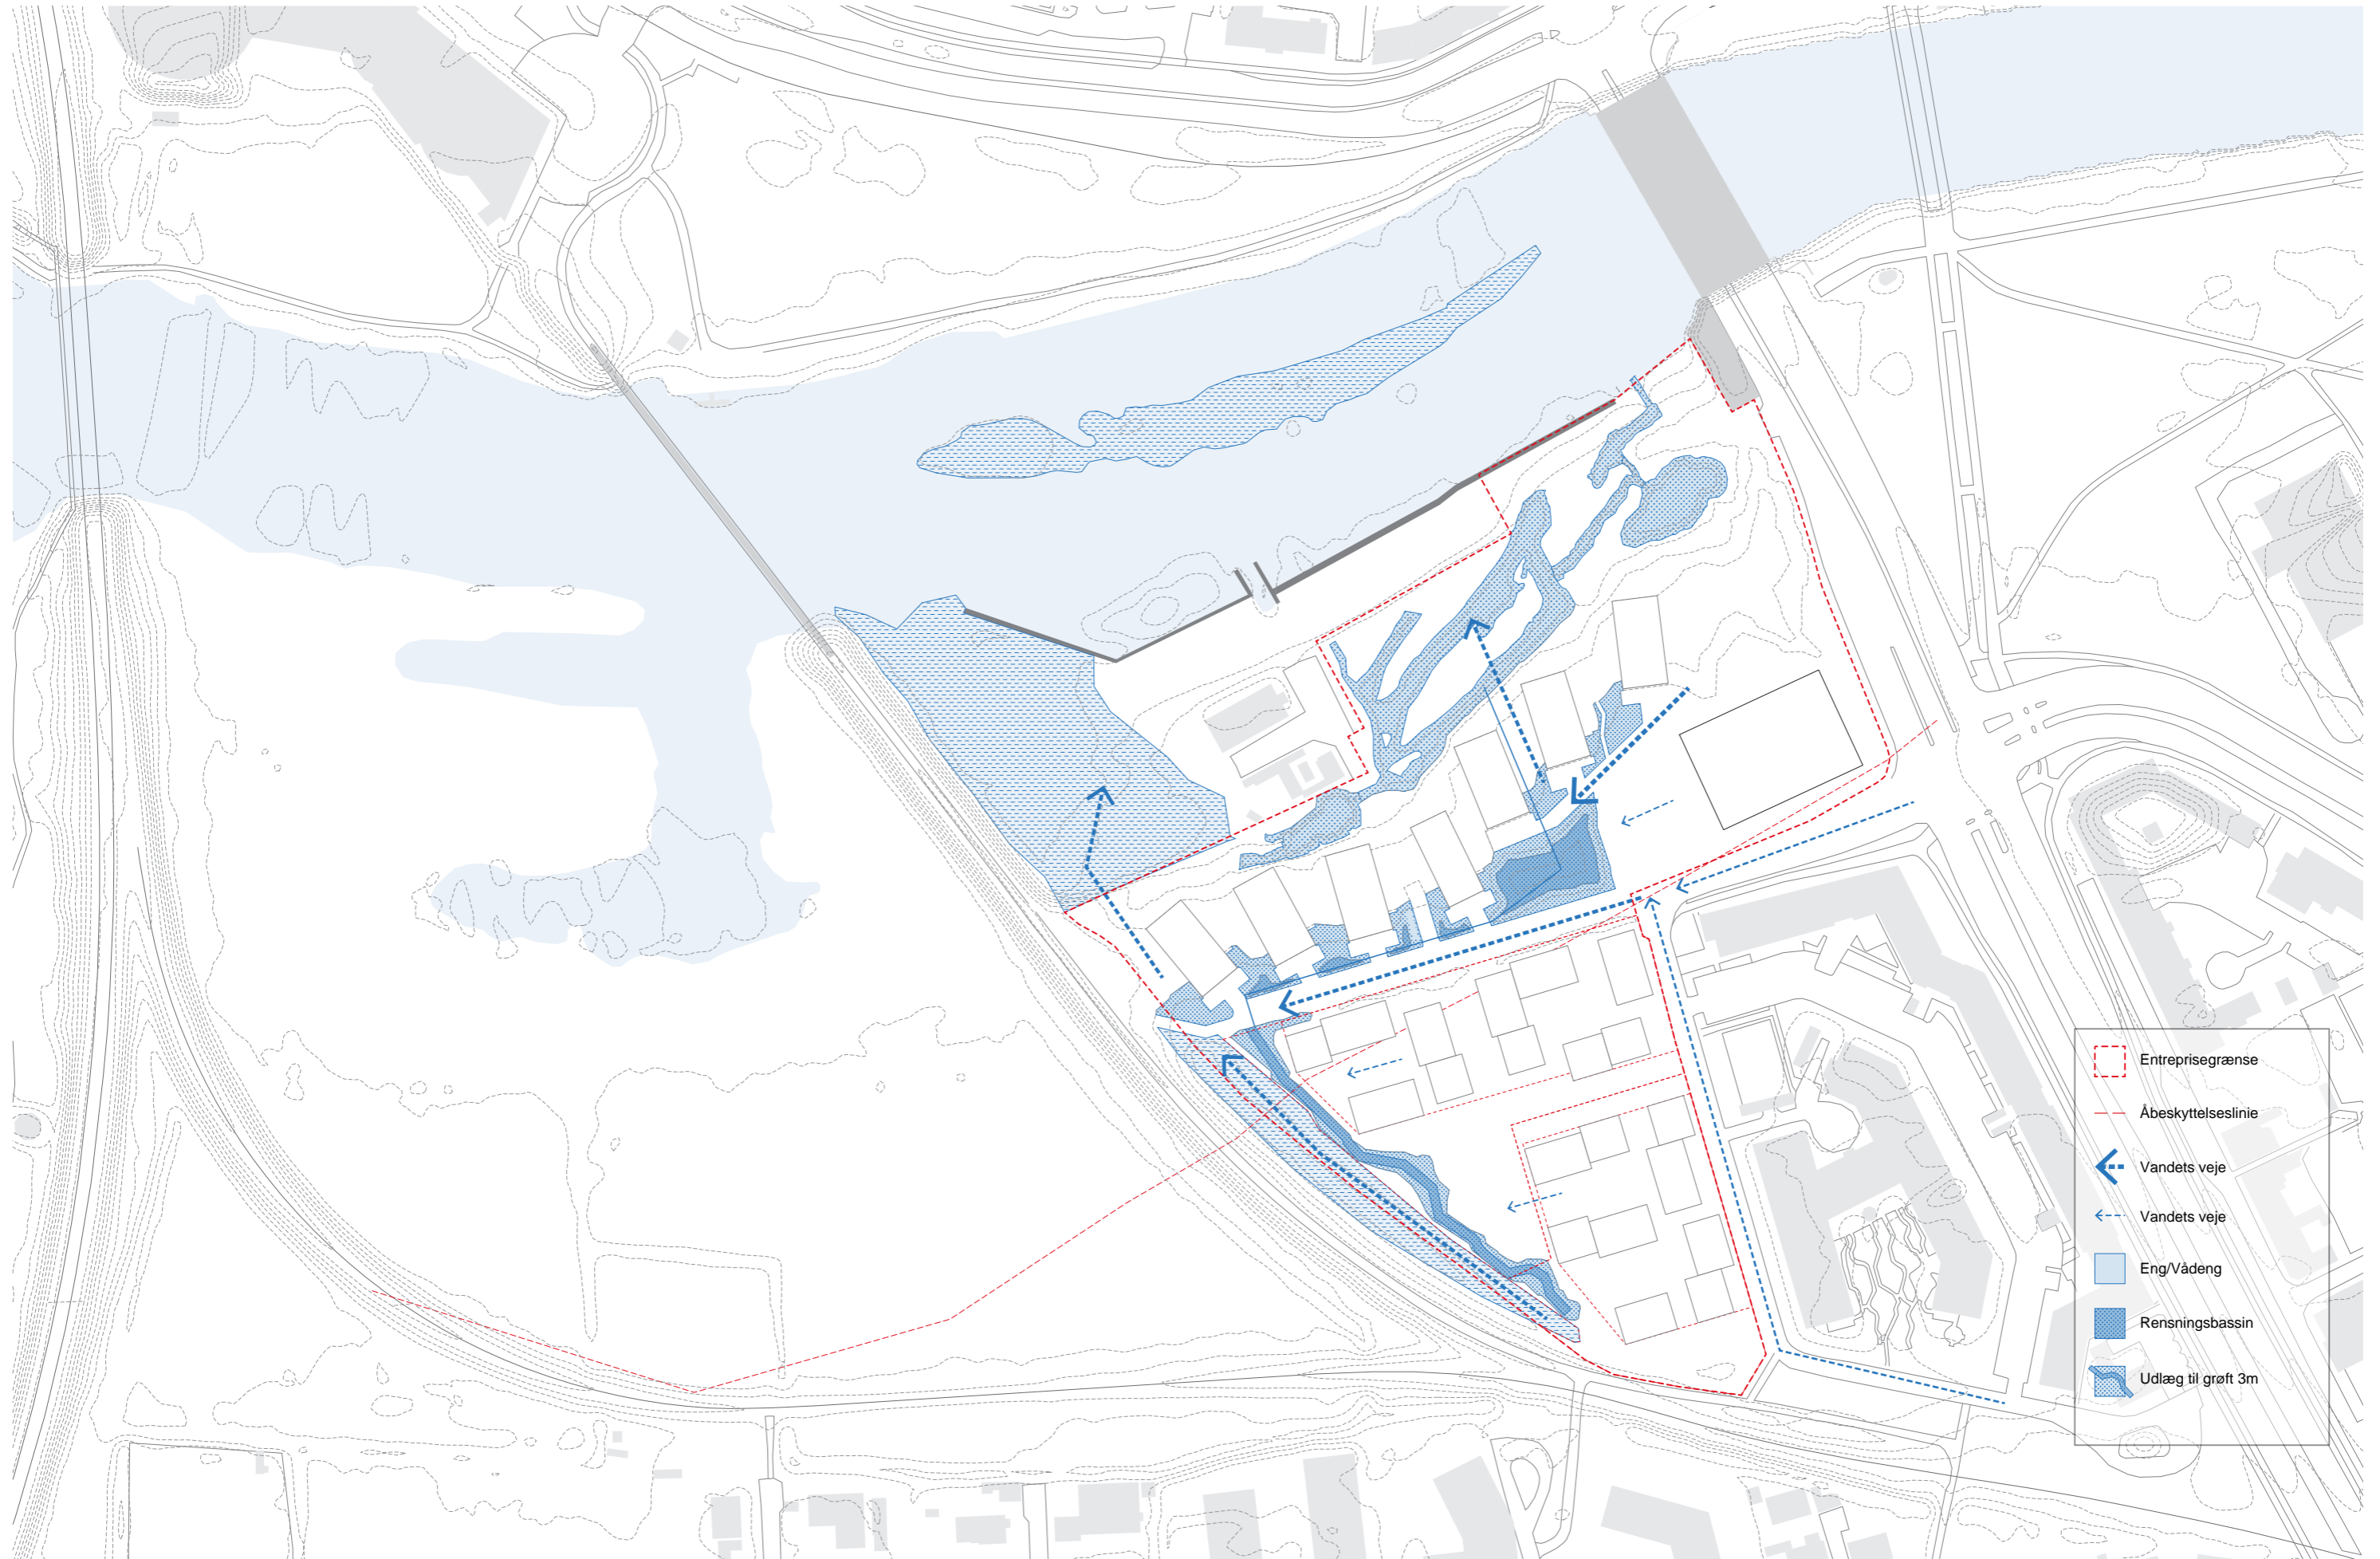 Entreprisegrænse
Åbeskyttelseslinie
Vandets veje
Vandets veje
Eng/Vådeng
Rensningsbassin
Udlæg til grøft 3m